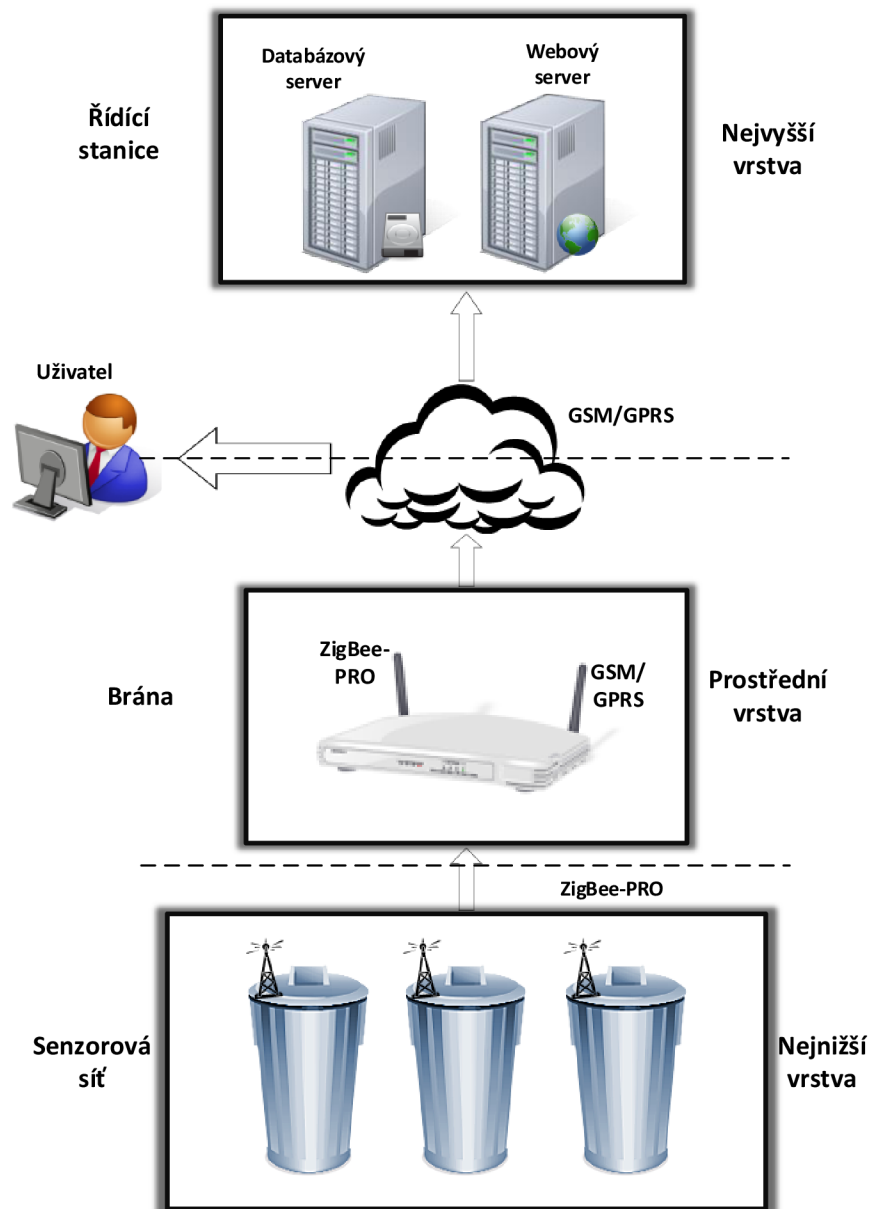 Databázový
server
Webový
server
Řídící
stanice
Nejvyšší
vrstva
Uživatel
GSM/GPRS
ZigBee-
PRO
GSM/
GPRS
Brána
Prostřední
vrstva
ZigBee-PRO
Senzorová
síť
Nejnižší
vrstva